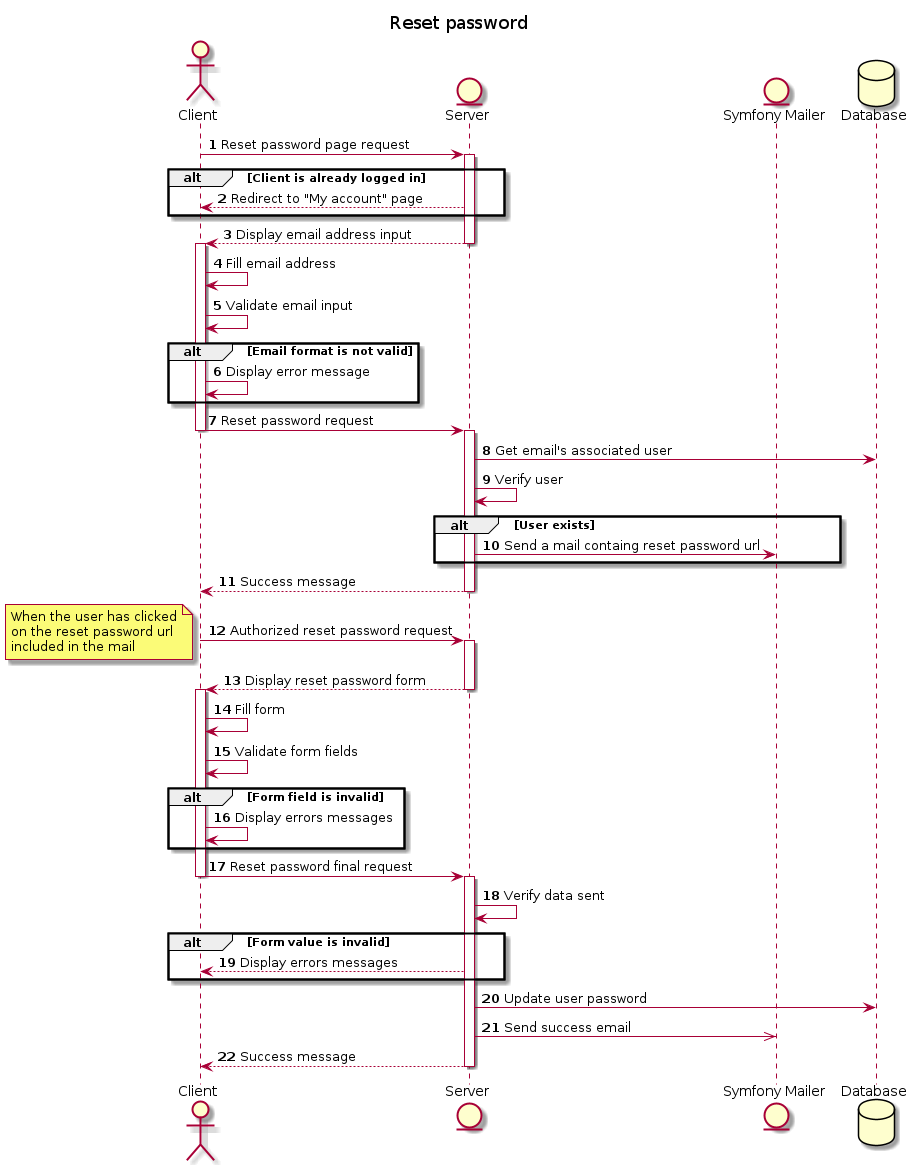 Reset password
Client
Server
Symfony Mailer
Database
1 Reset password page request
alt [Client is already logged in]
2 Redirect to "My account" page
3 Display email address input
4 Fill email address
5 Validate email input
alt [Email format is not valid]
6 Display error message
7 Reset password request
8 Get email's associated user
9 Verify user
alt [User exists]
10 Send a mail containg reset password url
11 Success message
When the user has clicked
on the reset password url
included in the mail
12 Authorized reset password request
13 Display reset password form
14 Fill form
15 Validate form fields
alt [Form field is invalid]
16 Display errors messages
17 Reset password final request
18 Verify data sent
alt [Form value is invalid]
19 Display errors messages
20 Update user password
21 Send success email
22 Success message
Client
Server
Symfony Mailer
Database